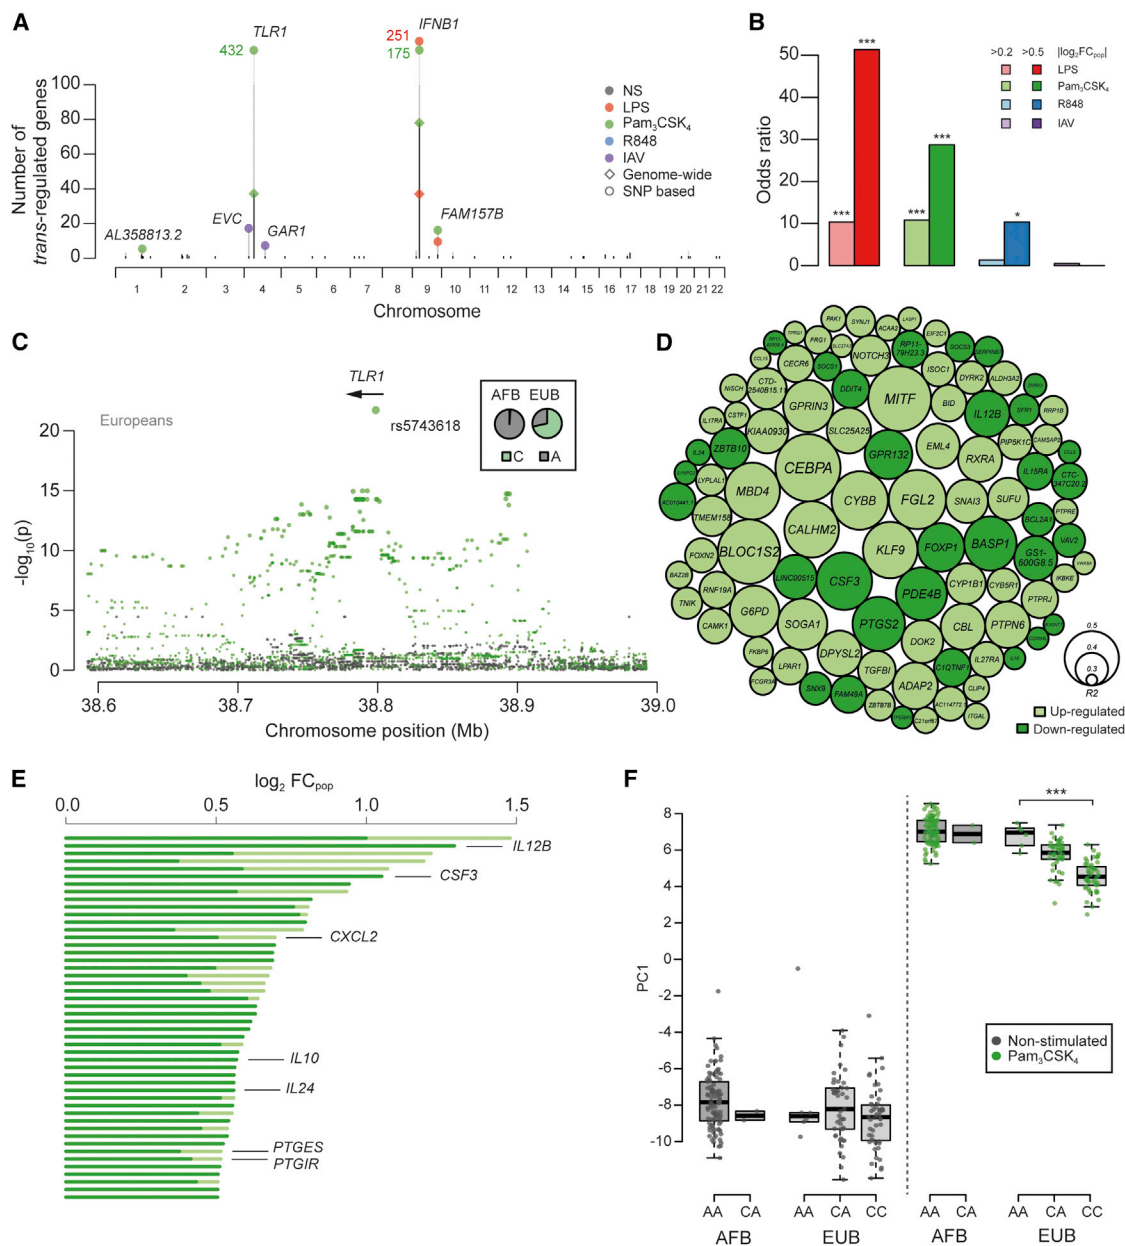 A
Number of
trans-regulated genes
100
80
60
40
20
0
432
TLR1
251
175
IFNB1
EVC
GAR1
AL358813.2
FAM157B
NS
LPS
Pam3CSK4
R848
IAV
Genome-wide
SNP based
1 2 3 4 5 6 7 8 9 10 11 12 13 14 15 16 17 18 19 20 21 22
Chromosome
B
Odds ratio
50
40
30
20
10
0
*** *** *** *** *
>0.2 >0.5 |log2FCpop|
LPS
Pam3CSK4
R848
IAV
C
Europeans
TLR1
rs5743618
AFB EUB
C A
-log10(p)
20
15
10
5
0
38.6 38.7 38.8 38.9 39.0
Chromosome position (Mb)
D
PAK1 SYNJ1 ACAA2 LASP1 EIF2C1
FRG1 SLC27A3 NOTCH3 RP11-79H23.3 SOCS3 SERPINB7
CCL15 CECR6 SOCS1 DDIT4 ISOC1 DYRK2 ALDH3A2
NISCH CTD-2540B15.11 GPRIN3 MITF BID IL12B SFR1 RRP1B
IL17RA CSTF1 KIAA0930 SLC25A25 EML4 PIP5K1C CAMSAP2
IL24 ZBTB10 CEBPA GPR132 RXRA IL15RA CTC-347C20.2
LYPLAL1 MBD4 CYBB FGL2 SNAI3 SUFU PTPRE
AC010441.1 TMEM158 CALHM2 BCL2A1 VAV2
FOXN2 BLOC1S2 KLF9 FOXP1 BASP1 GS1-600G8.5
BAZ2B RNF19A LINC00515 CSF3 PDE4B CYP1B1 CYB5R1 IKBKE
TNIK G6PD PTPRJ
CAMK1 SOGA1 PTGS2 DOK2 CBL PTPN6
FKBP5 LPAR1 DPYSL2 TGFBI C1QTNF1 IL27RA IL10
FCGR3A SNX9 FAM49A ADAP2 CLIP4
ZBTB7B C21orf67 AC114772.1 ITGAL
0.5
0.4
0.3
R2
Up-regulated
Down-regulated
E
log2 FCpop
0.0 0.5 1.0 1.5
IL12B
CSF3
CXCL2
IL10
IL24
PTGES
PTGIR
F
PC1
8
6
4
2
0
-2
-4
-6
-8
-10
***
Non-stimulated
Pam3CSK4
AA CA AA CA CC AA CA AA CA CC
AFB EUB AFB EUB